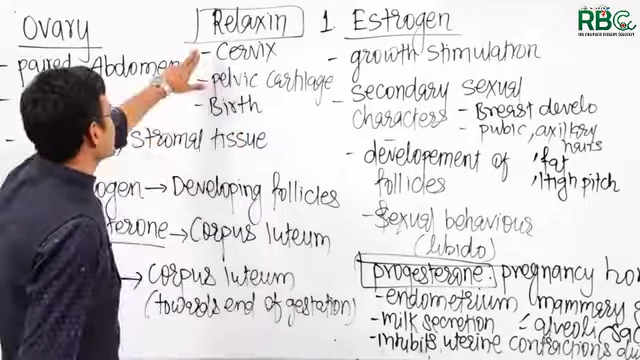 Ovary
- paired Abdomen
stromal tissue
ogen → Developing follicles
terone → Corpus luteum
→ Corpus luteum
(towards end of gestation)
Relaxin
- Cervix
- pelvic cartilage
- Birth
1. Estrogen
- growth stimulation
- secondary sexual
characters - Breast develo
- pubic, axillary
hairs
- developement of
follicles
, fat
, High pitch
- Sexual behaviour
(libido)
progesterone: pregnancy hor
- endometrium (mammary g
- milk secretion
alveoli
- inhibits uterine contractions du
RBC